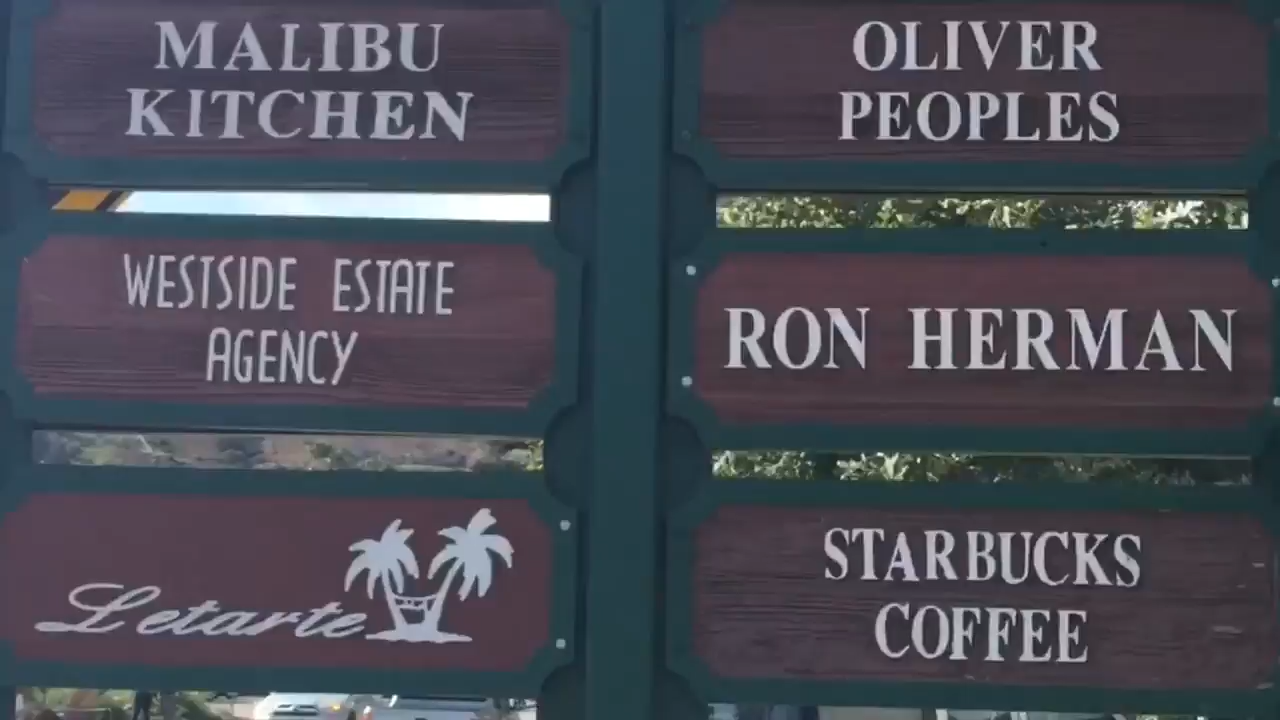 MALIBU
KITCHEN
WESTSIDE ESTATE
AGENCY
Letarte
OLIVER
PEOPLES
RON HERMAN
STARBUCKS
COFFEE